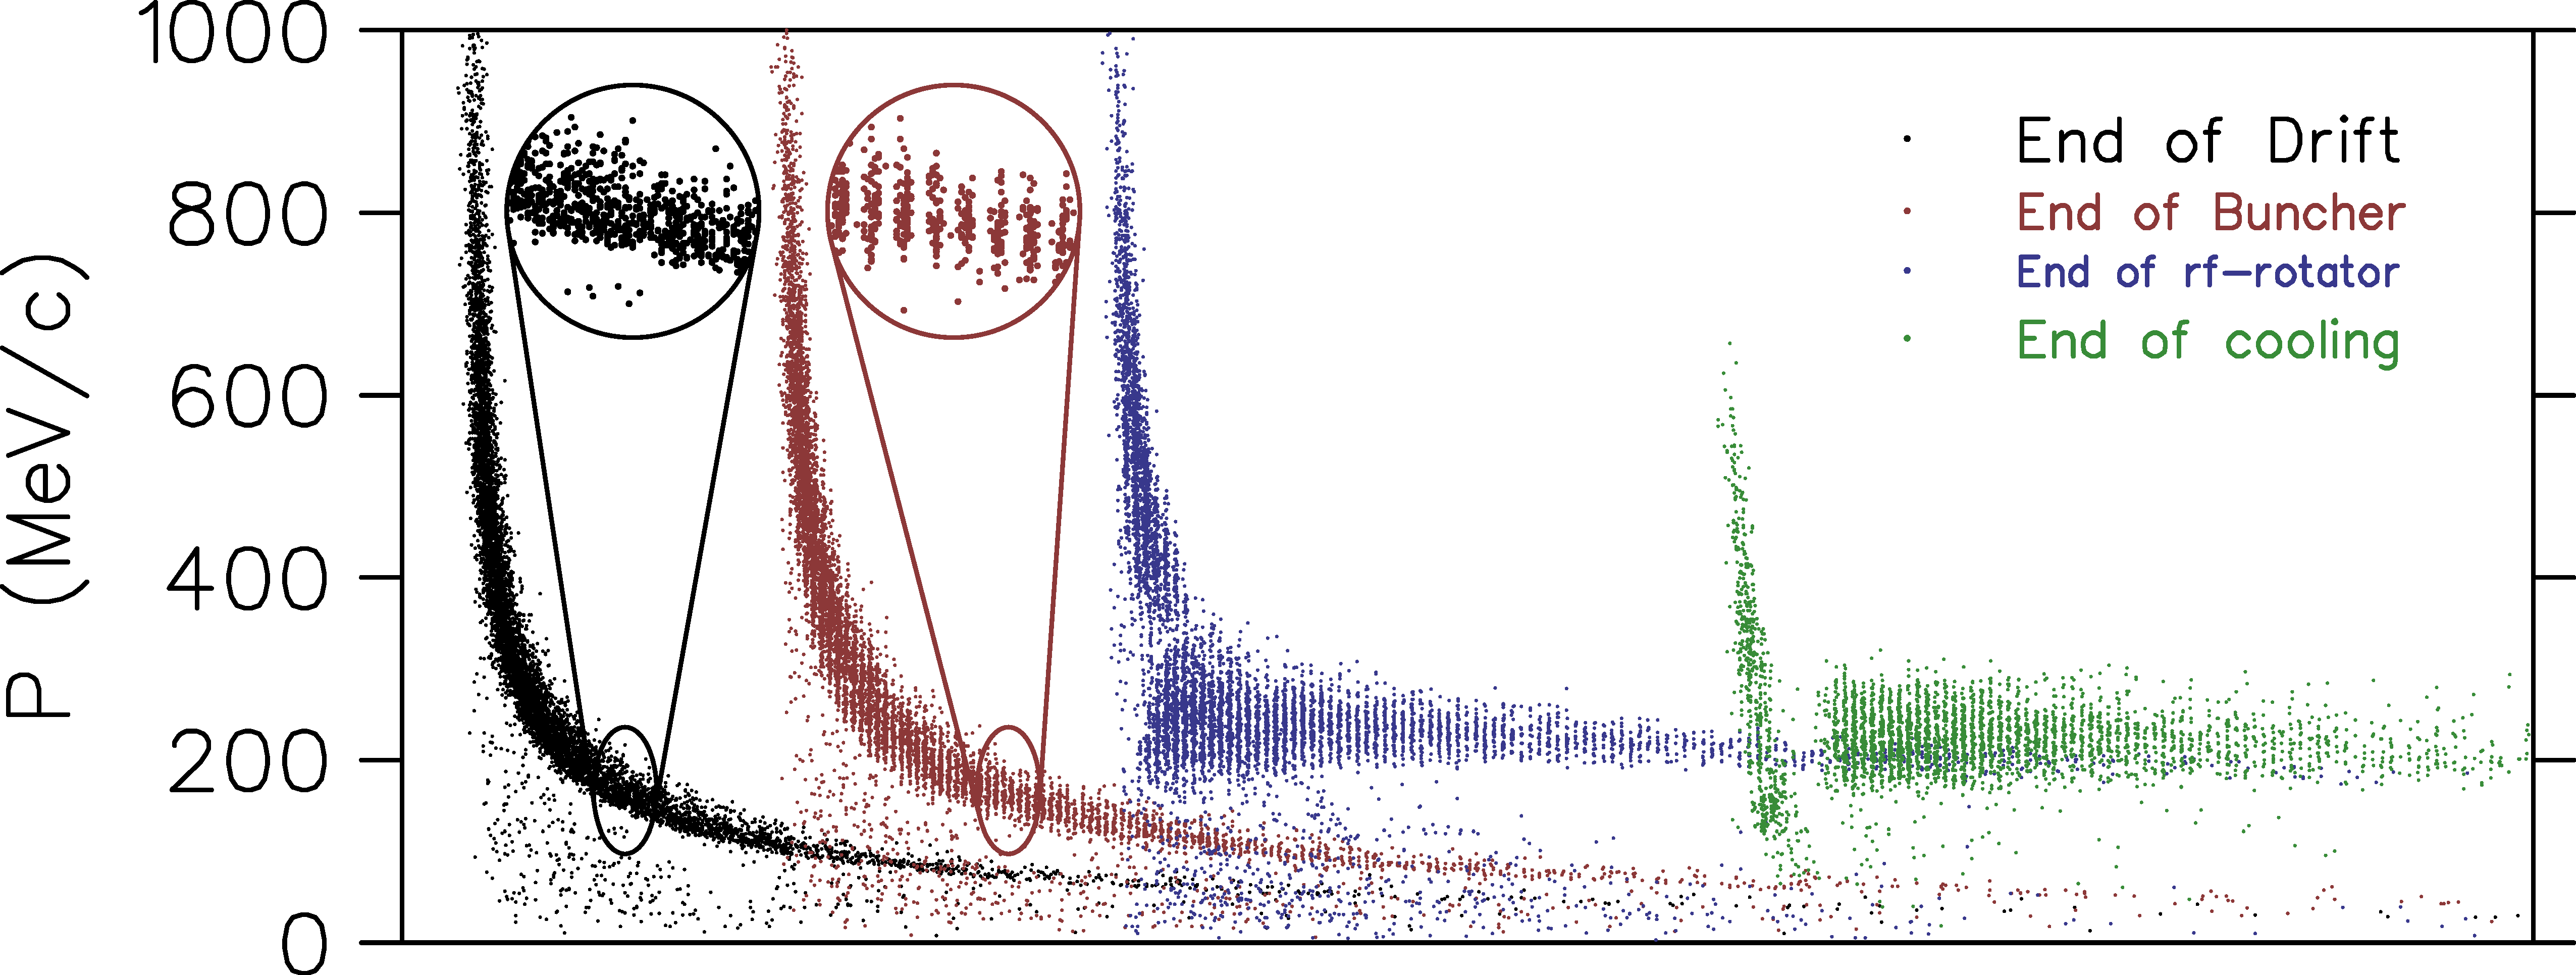 1000
800
600
400
200
0
P (MeV/c)
End of Drift
End of Buncher
End of rf-rotator
End of cooling